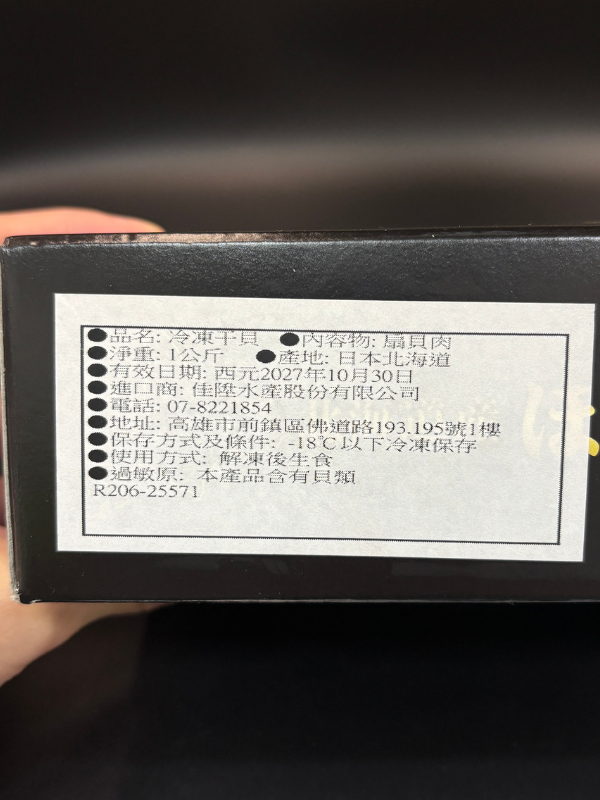 ●品名: 冷凍干貝 ●內容物: 扇貝肉
●淨重: 1公斤 ●產地: 日本北海道
●有效日期: 西元2027年10月30日
●進口商: 佳陞水產股份有限公司
●電話: 07-8221854
●地址: 高雄市前鎮區佛道路193.195號1樓
●保存方式及條件: -18℃以下冷凍保存
●使用方式: 解凍後生食
●過敏原: 本產品含有貝類
R206-25571